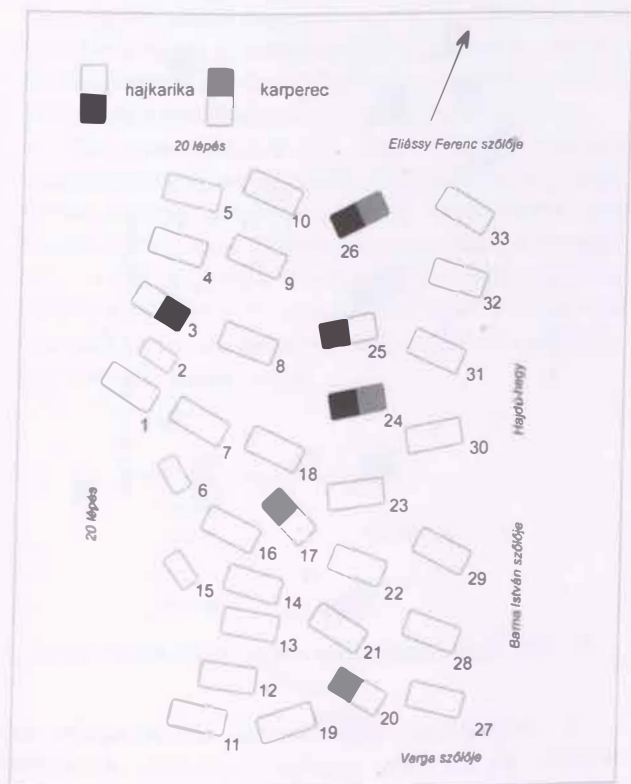 hajkarika karperec
20 lépés Eliássy Ferenc szőlője
5 10 26 33
4 9 32
3 8 25 31
2
1 7 18 24 30
6 23
16 17 22 29
15 14
13 21 28
12 20 27
11 19
20 lépés
Hajdú-hegy
Barna István szőlője
Varga szőlője